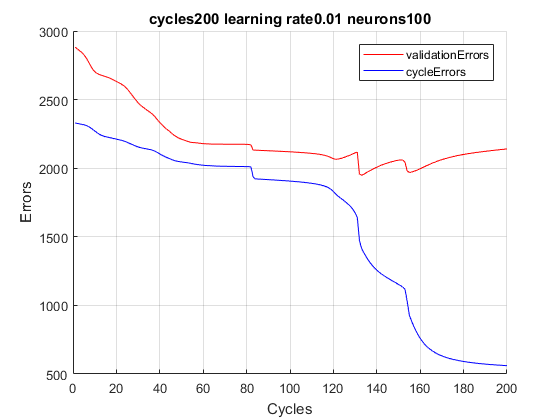 cycles200 learning rate0.01 neurons100
3000
2500
2000
1500
1000
500
Errors
validationErrors
cycleErrors
0 20 40 60 80 100 120 140 160 180 200
Cycles